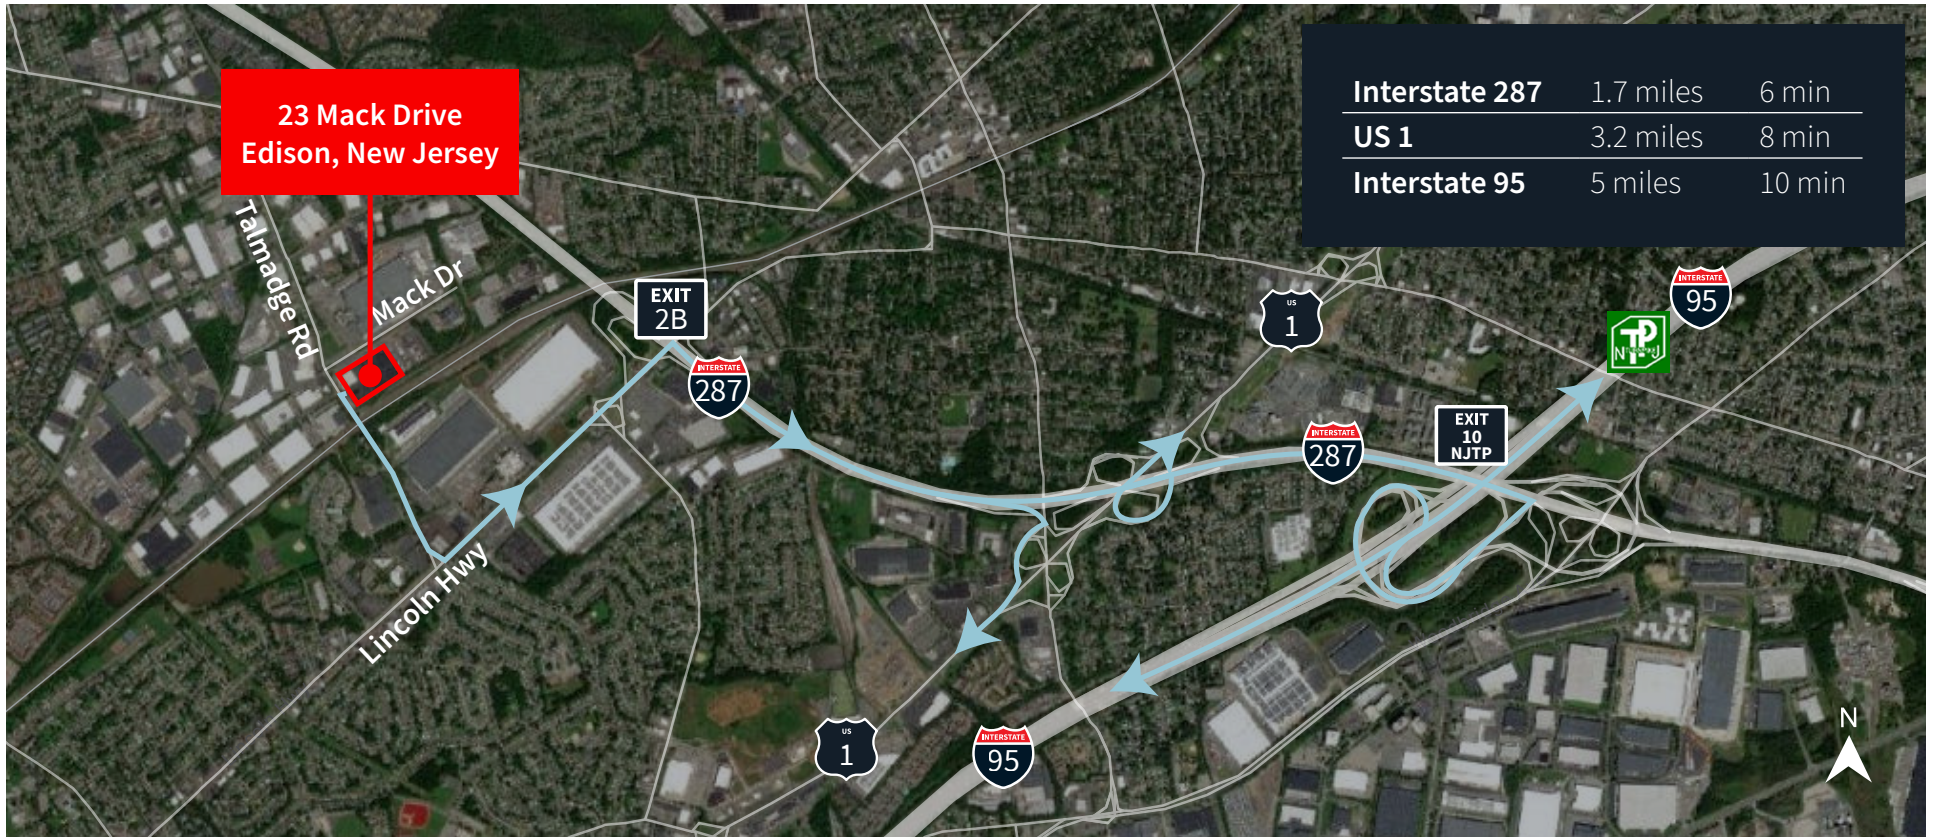 23 Mack Drive
Edison, New Jersey
Interstate 287 1.7 miles 6 min
US 1 3.2 miles 8 min
Interstate 95 5 miles 10 min
Talmadge Rd
Mack Dr
EXIT
2B
INTERSTATE
287
US
1
INTERSTATE
95
TP
N J
INTERSTATE
287
EXIT
10
NJTP
Lincoln Hwy
US
1
INTERSTATE
95
N